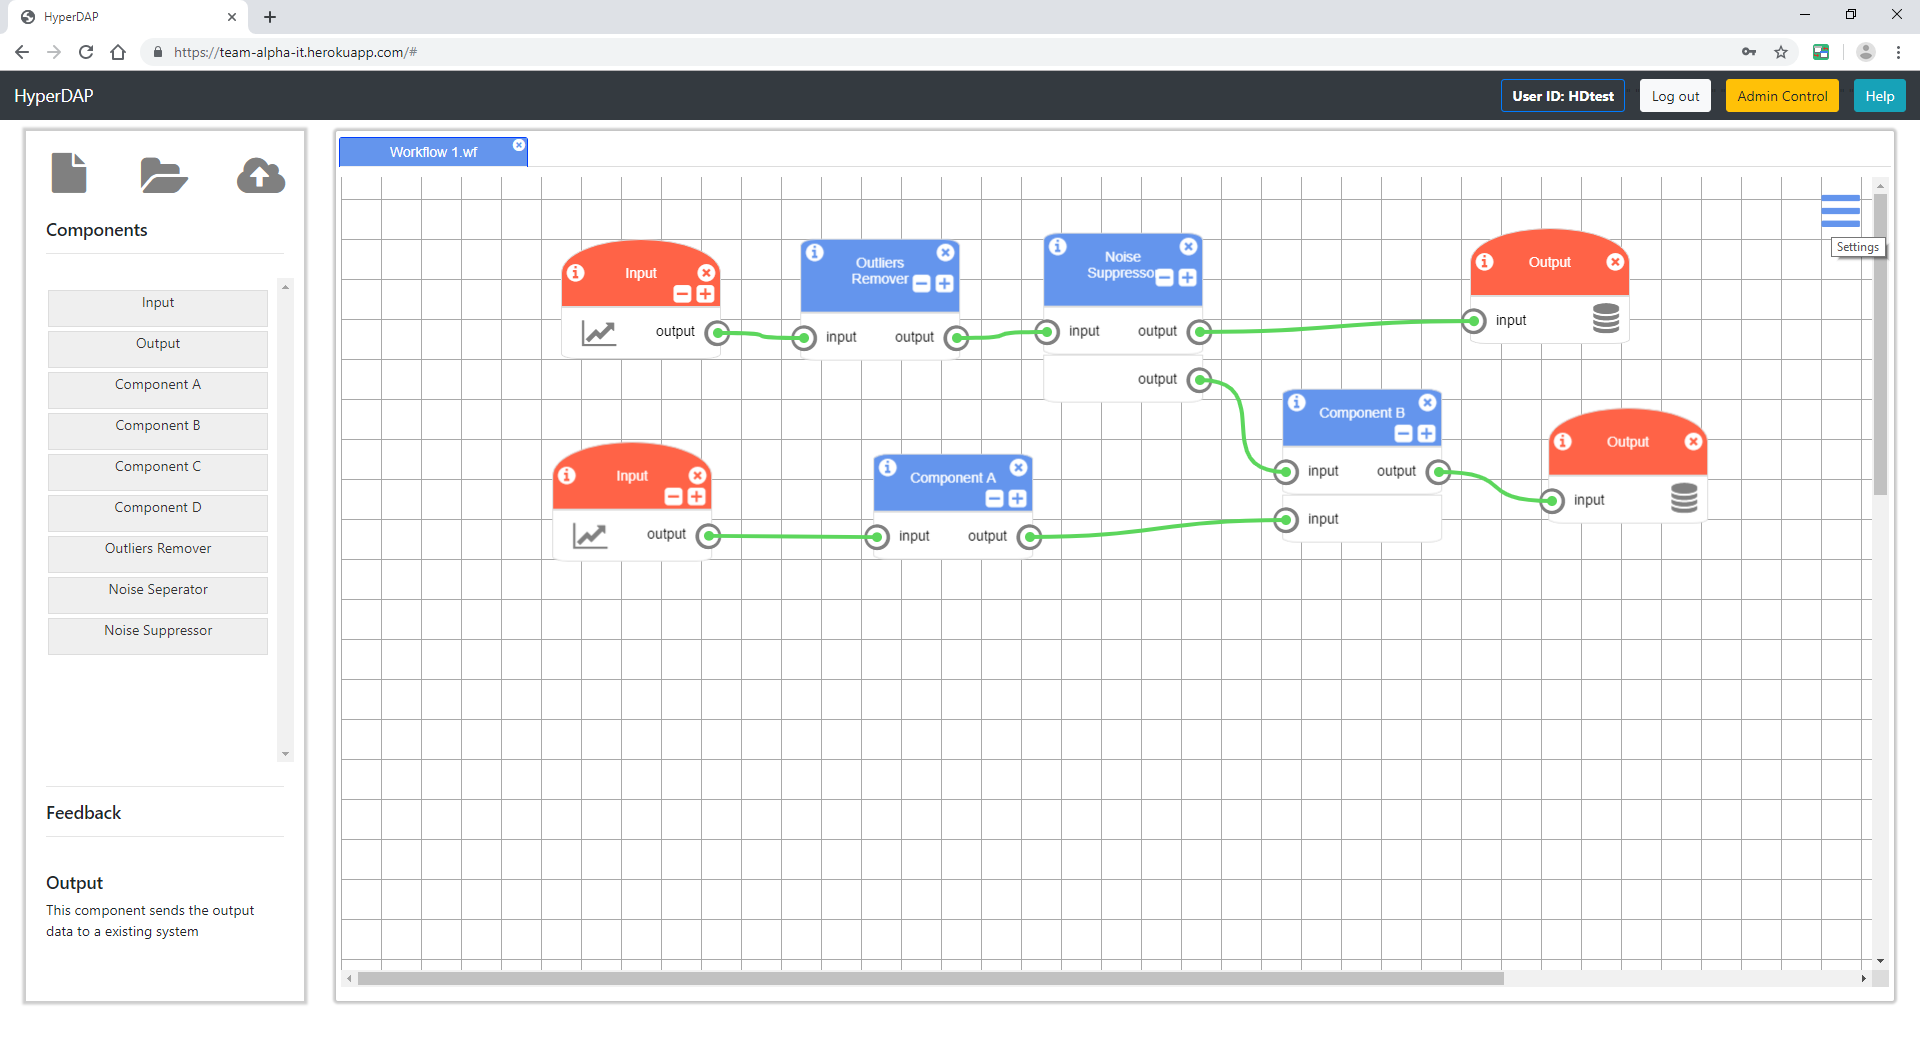 HyperDAP
https://team-alpha-it.herokuapp.com/#
HyperDAP
User ID: HDtest
Log out
Admin Control
Help
Components
Input
Output
Component A
Component B
Component C
Component D
Outliers Remover
Noise Seperator
Noise Suppressor
Feedback
Output
This component sends the output
data to a existing system
Workflow 1.wf
Settings
Input
output
Outliers
Remover
input
output
Noise
Suppresso
input
output
output
Output
input
Input
output
Component A
input
output
Component B
input
output
input
Output
input